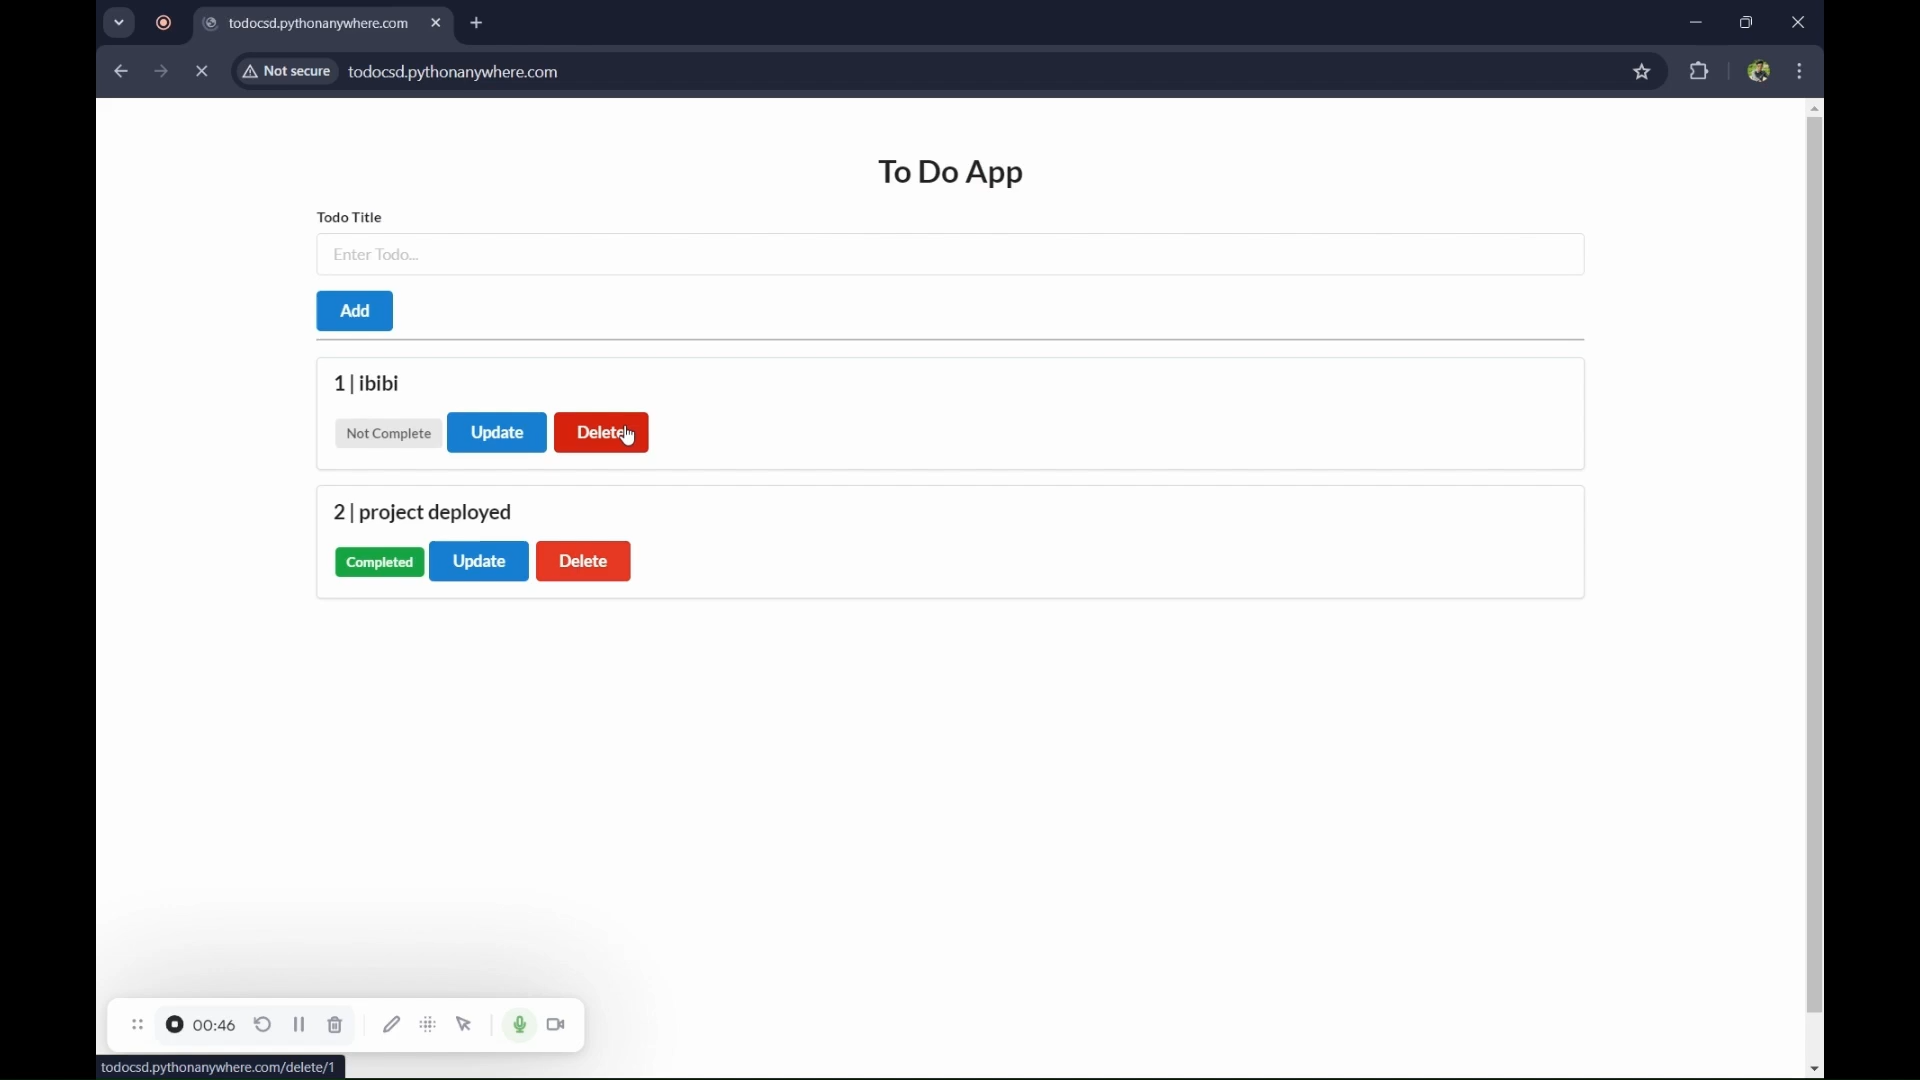 todocsd.pythonanywhere.com
Not secure
todocsd.pythonanywhere.com
To Do App
Todo Title
Enter Todo...
Add
1 | ibibi
Not Complete
Update
Delete
2 | project deployed
Completed
Update
Delete
00:46
todocsd.pythonanywhere.com/delete/1